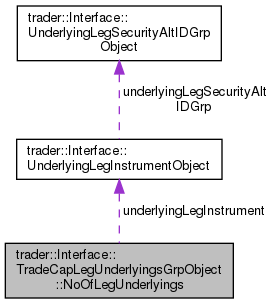 trader::Interface::
UnderlyingLegSecurityAltIDGrp
Object
underlyingLegSecurityAlt
IDGrp
trader::Interface::
UnderlyingLegInstrumentObject
underlyingLegInstrument
trader::Interface::
TradeCapLegUnderlyingsGrpObject
::NoOfLegUnderlyings